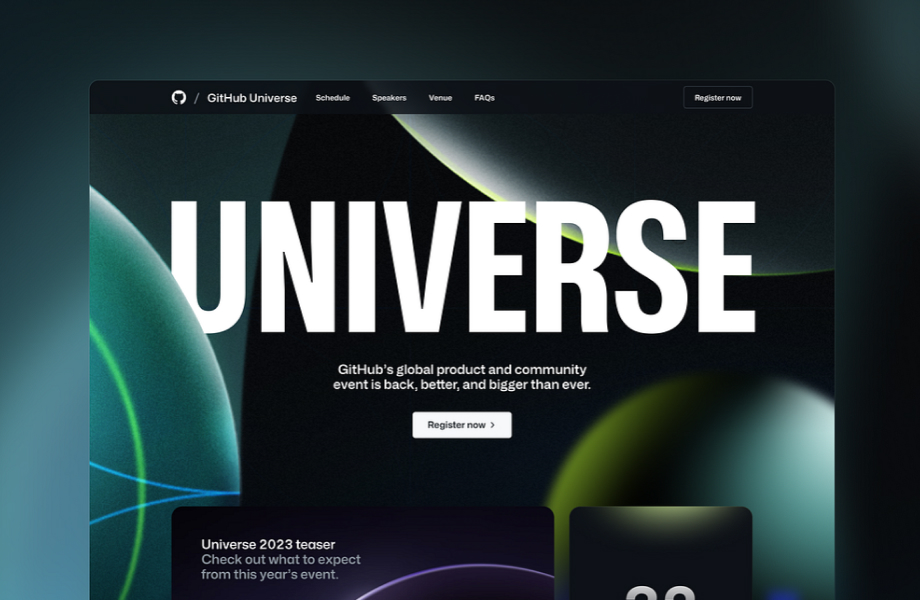 / GitHub Universe Schedule Speakers Venue FAQs Register now
UNIVERSE
GitHub's global product and community
event is back, better, and bigger than ever.
Register now
Universe 2023 teaser
Check out what to expect
from this year's event.